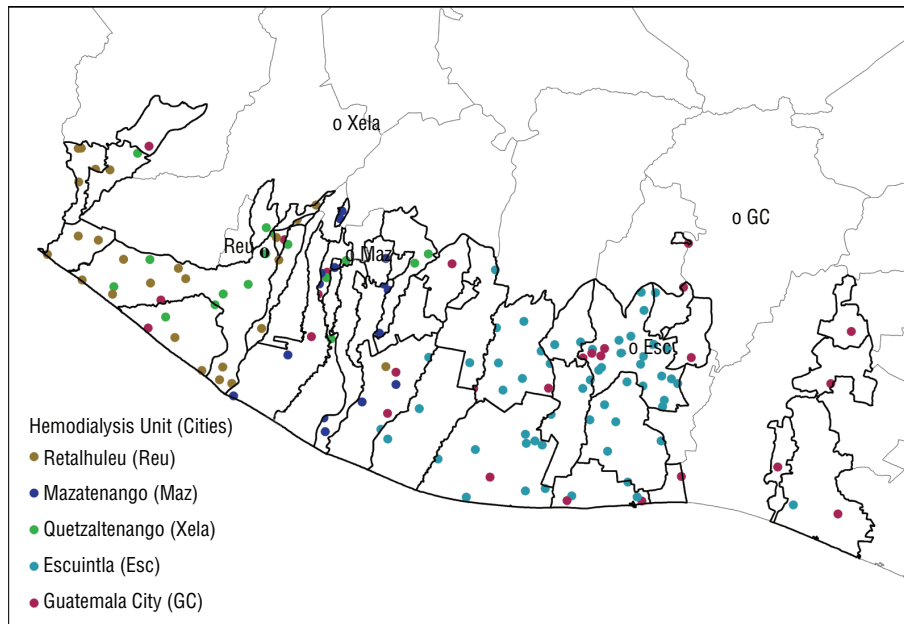 o Xela
o GC
Reu o
o Maz
o Esc
Hemodialysis Unit (Cities)
Retalhuleu (Reu)
Mazatenango (Maz)
Quetzaltenango (Xela)
Escuintla (Esc)
Guatemala City (GC)